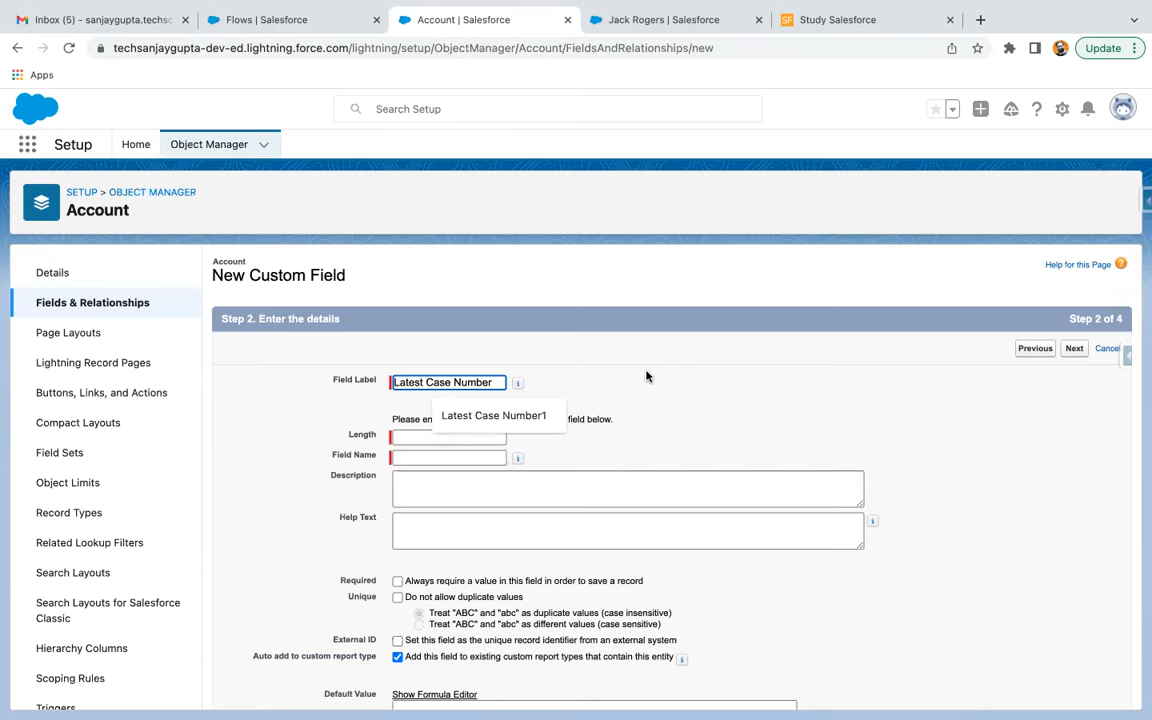 Inbox (5) - sanjaygupta.techsc
Flows | Salesforce
Account | Salesforce
Jack Rogers | Salesforce
SF Study Salesforce
techsanjaygupta-dev-ed.lightning.force.com/lightning/setup/ObjectManager/Account/FieldsAndRelationships/new
Update
Apps
Search Setup
Setup
Home
Object Manager
SETUP > OBJECT MANAGER
Account
Details
Fields & Relationships
Page Layouts
Lightning Record Pages
Buttons, Links, and Actions
Compact Layouts
Field Sets
Object Limits
Record Types
Related Lookup Filters
Search Layouts
Search Layouts for Salesforce
Classic
Hierarchy Columns
Scoping Rules
Triggers
Account
New Custom Field
Help for this Page
Step 2. Enter the details
Step 2 of 4
Previous
Next
Cancel
Field Label
Latest Case Number
Latest Case Number1
Please en
field below.
Length
Field Name
Description
Help Text
Required
Always require a value in this field in order to save a record
Unique
Do not allow duplicate values
Treat "ABC" and "abc" as duplicate values (case insensitive)
Treat "ABC" and "abc" as different values (case sensitive)
External ID
Set this field as the unique record identifier from an external system
Auto add to custom report type
Add this field to existing custom report types that contain this entity
Default Value
Show Formula Editor